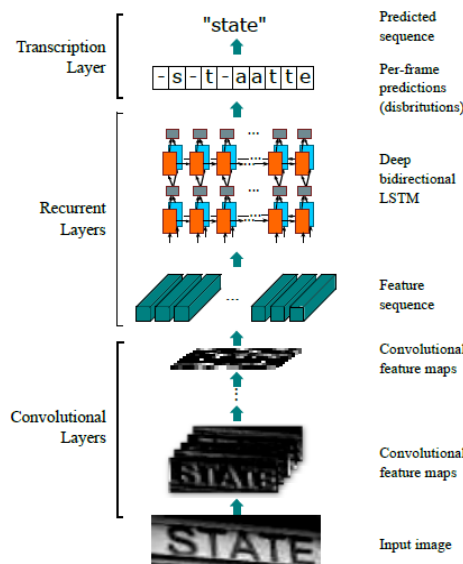 "state"
Predicted
sequence
Transcription
Layer
-s-t-aatte
Per-frame
predictions
(disbritutions)
Recurrent
Layers
...
...
...
...
Deep
bidirectional
LSTM
...
Feature
sequence
Convolutional
Layers
Convolutional
feature maps
...
STATE
Convolutional
feature maps
STATE
Input image